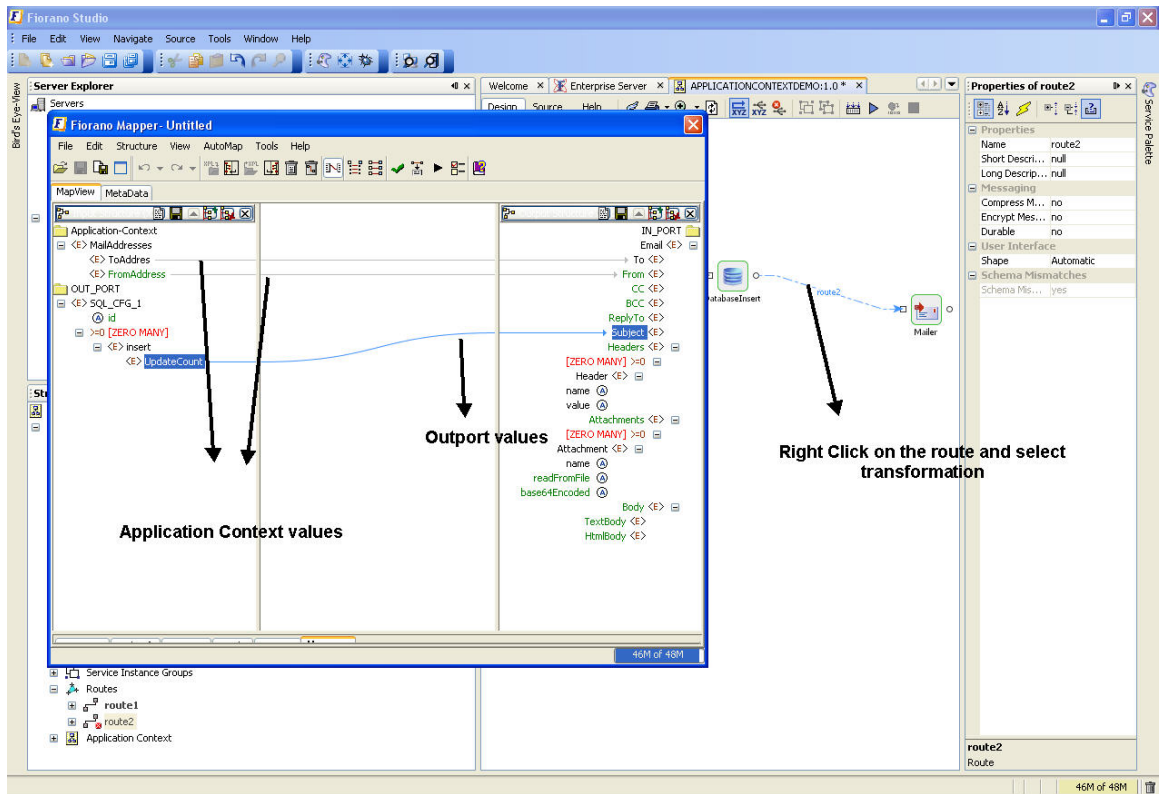 Fiorano Studio
File Edit View Navigate Source Tools Window Help
Bird's Eye-View
Server Explorer
Servers
Welcome
Enterprise Server
APPLICATIONCONTEXTDEMO:1.0 *
Design Source Help
Fiorano Mapper- Untitled
File Edit Structure View AutoMap Tools Help
MapView MetaData
Application-Context
<E> MailAddresses
<E> ToAddres
<E> FromAddress
OUT_PORT
<E> SQL_CFG_1
A id
>=0 [ZERO MANY]
<E> insert
<E> UpdateCount
IN_PORT
Email <E>
To <E>
From <E>
CC <E>
BCC <E>
ReplyTo <E>
Subject <E>
Headers <E>
[ZERO MANY] >=0
Header <E>
name A
value A
Attachments <E>
[ZERO MANY] >=0
Attachment <E>
name A
readFromFile A
base64Encoded A
Body <E>
TextBody <E>
HtmlBody <E>
Application Context values
Outport values
46M of 48M
atabaseInsert
route2
Mailer
Right Click on the route and select
transformation
Properties of route2
Properties
Name route2
Short Descri... null
Long Descrip... null
Messaging
Compress M... no
Encrypt Mes... no
Durable no
User Interface
Shape Automatic
Schema Mismatches
Schema Mis... yes
Service Palette
Str
Service Instance Groups
Routes
route1
route2
Application Context
route2
Route
46M of 48M